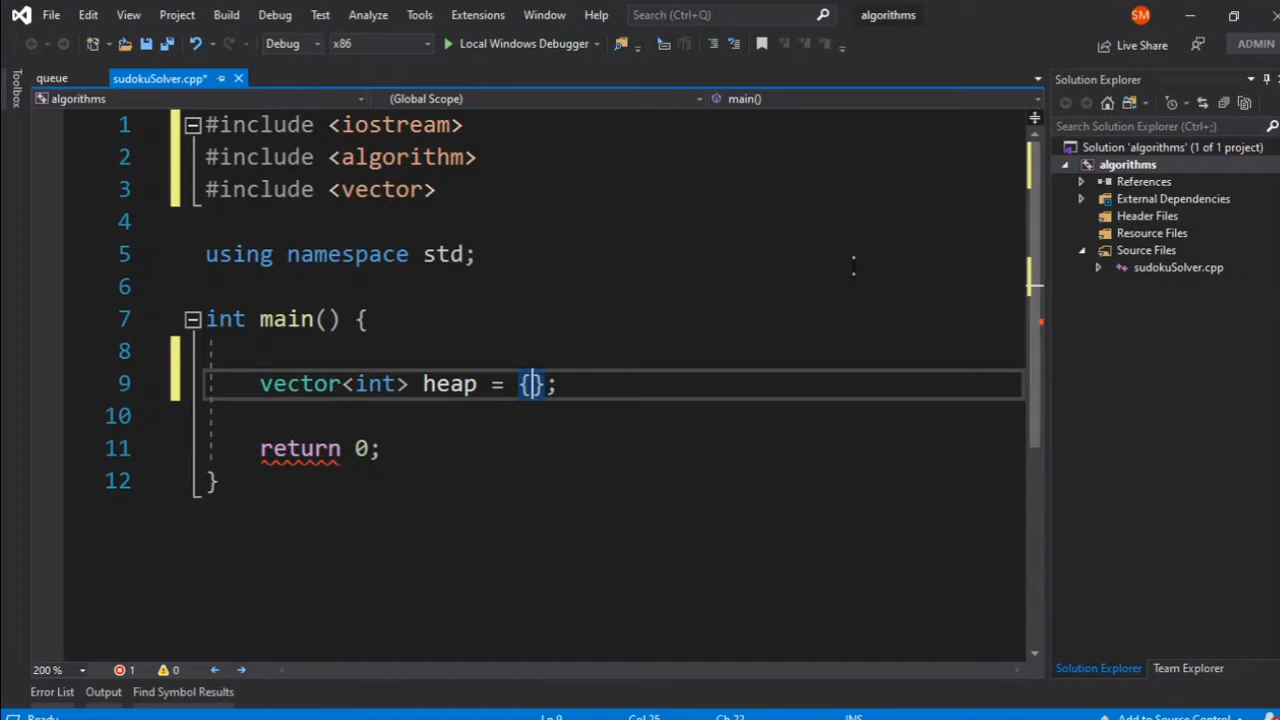 File Edit View Project Build Debug Test Analyze Tools Extensions Window Help Search (Ctrl+Q) algorithms SM
Debug x86 Local Windows Debugger Live Share ADMIN
Toolbox
queue sudokuSolver.cpp*
algorithms (Global Scope) main()
1 #include <iostream>
2 #include <algorithm>
3 #include <vector>
4
5 using namespace std;
6
7 int main() {
8
9 vector<int> heap = {};
10
11 return 0;
12 }
200 % 1 0
Error List Output Find Symbol Results
Ready Ln 9 Col 25 Ch 22 INS Add to Source Control
Solution Explorer
Search Solution Explorer (Ctrl+;)
Solution 'algorithms' (1 of 1 project)
algorithms
References
External Dependencies
Header Files
Resource Files
Source Files
sudokuSolver.cpp
Solution Explorer Team Explorer